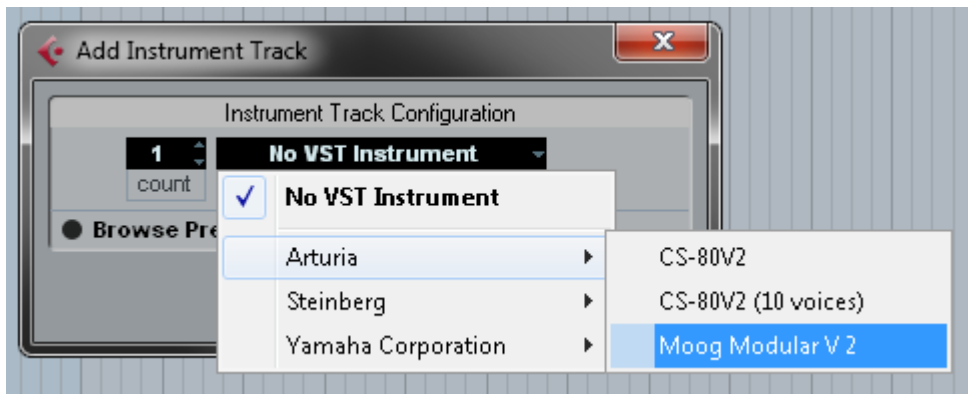 Add Instrument Track
Instrument Track Configuration
1 No VST Instrument
count
No VST Instrument
Browse Pre
Arturia
Steinberg
Yamaha Corporation
CS-80V2
CS-80V2 (10 voices)
Moog Modular V 2